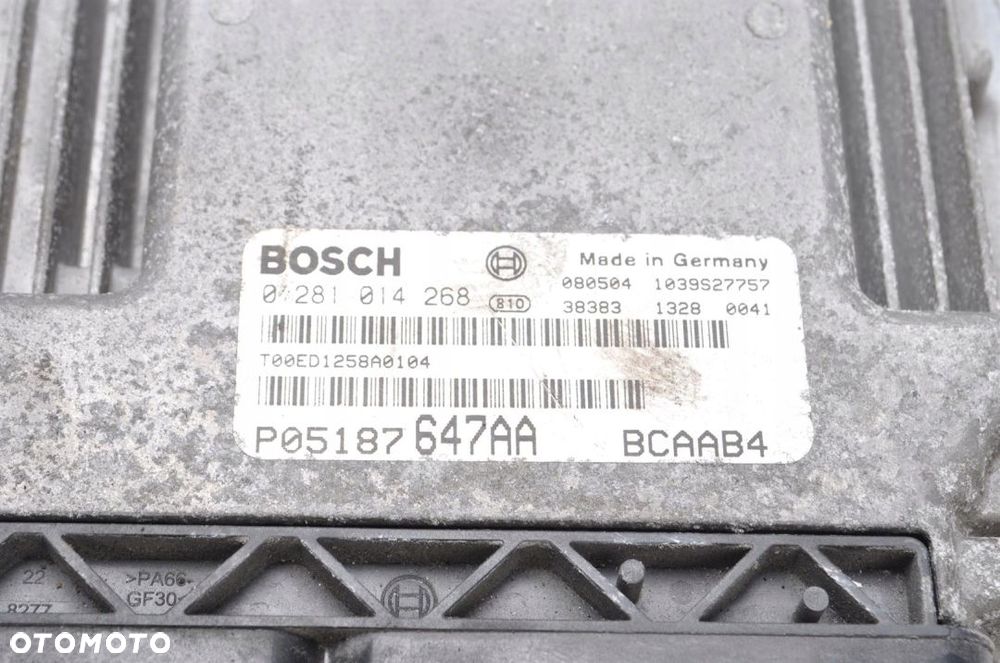 BOSCH Made in Germany
0 281 014 268 810 080504 1039S27757
38383 1328 0041
T00ED1258A0104
P05187647AA BCAAB4
22 >PA66-
8277 GF30
OTOMOTO